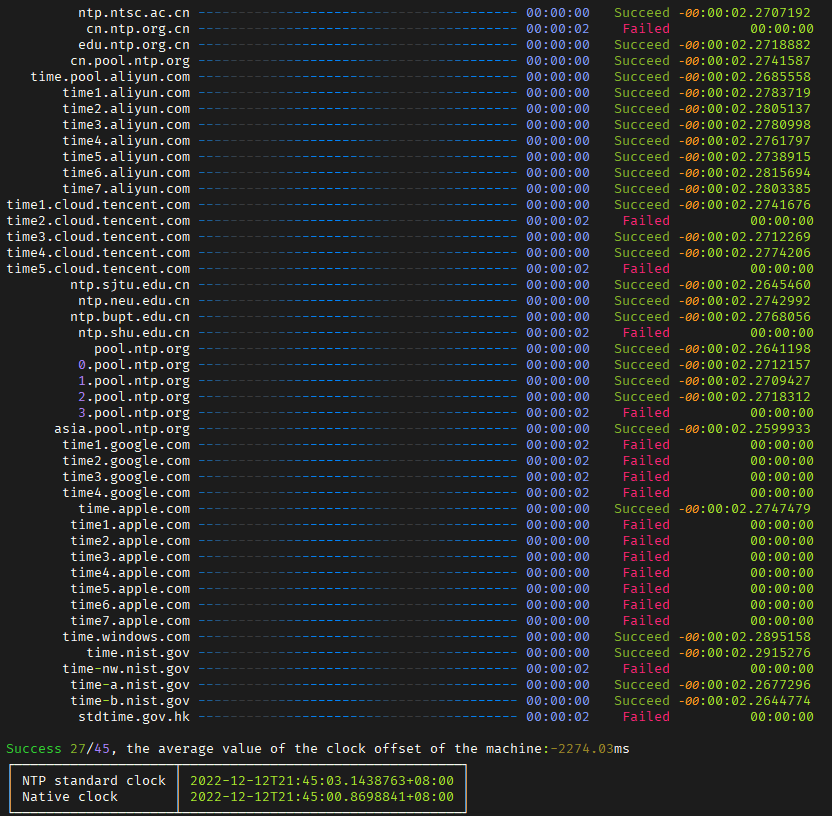 ntp.ntsc.ac.cn 00:00:00 Succeed -00:00:02.2707192
cn.ntp.org.cn 00:00:02 Failed 00:00:00
edu.ntp.org.cn 00:00:00 Succeed -00:00:02.2718882
cn.pool.ntp.org 00:00:00 Succeed -00:00:02.2741587
time.pool.aliyun.com 00:00:00 Succeed -00:00:02.2685558
time1.aliyun.com 00:00:00 Succeed -00:00:02.2783719
time2.aliyun.com 00:00:00 Succeed -00:00:02.2805137
time3.aliyun.com 00:00:00 Succeed -00:00:02.2780998
time4.aliyun.com 00:00:00 Succeed -00:00:02.2761797
time5.aliyun.com 00:00:00 Succeed -00:00:02.2738915
time6.aliyun.com 00:00:00 Succeed -00:00:02.2815694
time7.aliyun.com 00:00:00 Succeed -00:00:02.2803385
time1.cloud.tencent.com 00:00:00 Succeed -00:00:02.2741676
time2.cloud.tencent.com 00:00:02 Failed 00:00:00
time3.cloud.tencent.com 00:00:00 Succeed -00:00:02.2712269
time4.cloud.tencent.com 00:00:00 Succeed -00:00:02.2774206
time5.cloud.tencent.com 00:00:02 Failed 00:00:00
ntp.sjtu.edu.cn 00:00:00 Succeed -00:00:02.2645460
ntp.neu.edu.cn 00:00:00 Succeed -00:00:02.2742992
ntp.bupt.edu.cn 00:00:00 Succeed -00:00:02.2768056
ntp.shu.edu.cn 00:00:02 Failed 00:00:00
pool.ntp.org 00:00:00 Succeed -00:00:02.2641198
0.pool.ntp.org 00:00:00 Succeed -00:00:02.2712157
1.pool.ntp.org 00:00:00 Succeed -00:00:02.2709427
2.pool.ntp.org 00:00:00 Succeed -00:00:02.2718312
3.pool.ntp.org 00:00:02 Failed 00:00:00
asia.pool.ntp.org 00:00:00 Succeed -00:00:02.2599933
time1.google.com 00:00:02 Failed 00:00:00
time2.google.com 00:00:02 Failed 00:00:00
time3.google.com 00:00:02 Failed 00:00:00
time4.google.com 00:00:02 Failed 00:00:00
time.apple.com 00:00:00 Succeed -00:00:02.2747479
time1.apple.com 00:00:00 Failed 00:00:00
time2.apple.com 00:00:00 Failed 00:00:00
time3.apple.com 00:00:00 Failed 00:00:00
time4.apple.com 00:00:00 Failed 00:00:00
time5.apple.com 00:00:00 Failed 00:00:00
time6.apple.com 00:00:00 Failed 00:00:00
time7.apple.com 00:00:00 Failed 00:00:00
time.windows.com 00:00:00 Succeed -00:00:02.2895158
time.nist.gov 00:00:00 Succeed -00:00:02.2915276
time-nw.nist.gov 00:00:02 Failed 00:00:00
time-a.nist.gov 00:00:00 Succeed -00:00:02.2677296
time-b.nist.gov 00:00:00 Succeed -00:00:02.2644774
stdtime.gov.hk 00:00:02 Failed 00:00:00
Success 27/45, the average value of the clock offset of the machine:-2274.03ms
NTP standard clock 2022-12-12T21:45:03.1438763+08:00
Native clock 2022-12-12T21:45:00.8698841+08:00